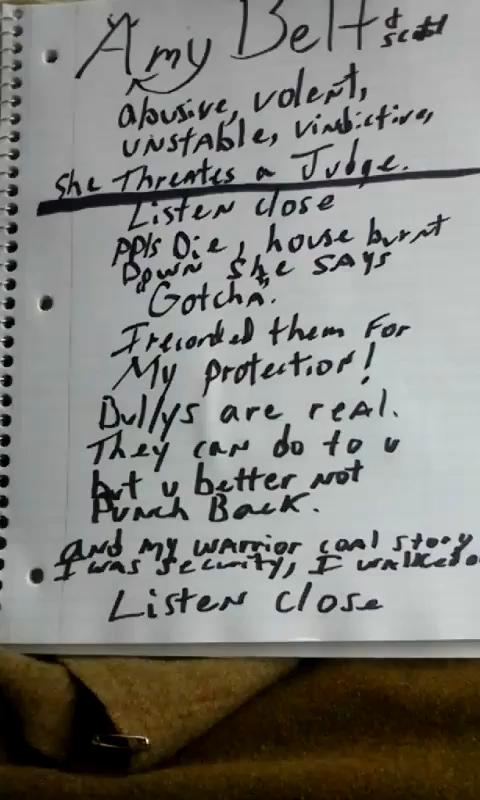 Amy Belt &
scott
abusive, volent,
unstable, vindictive,
she Threates a Judge.
Listen close
ppls Die, house burnt
Down she says
"Gotcha".
I recorded them for
My protection!
Bullys are real.
They can do to u
but u better not
Punch Back.
and my warrior coal story
I was security, I walked o
Listen close